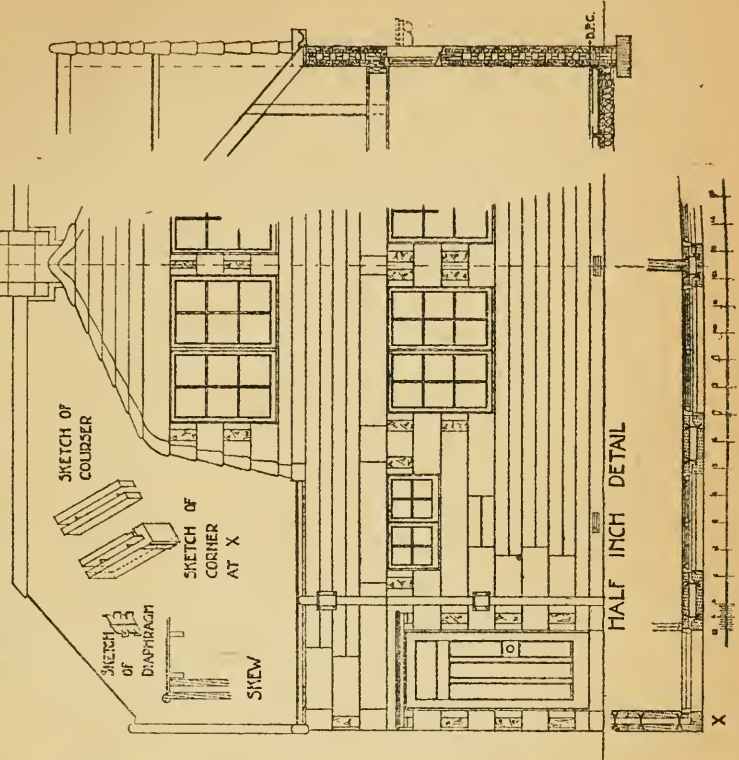 D.P.C.
SKETCH OF
COURSER
SKETCH OF
CORNER
AT X
SKETCH
OF
DIAPHRAGM
SKEW
HALF INCH DETAIL
X